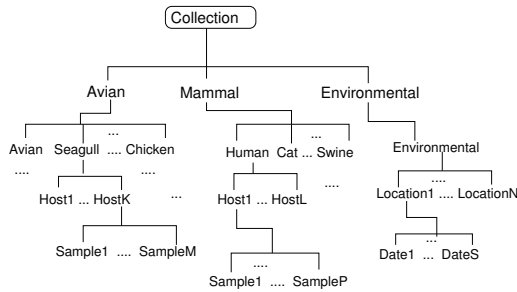 Collection
Avian Mammal Environmental
... ...
Avian Seagull .... Chicken Human Cat ... Swine Environmental
.... .... .... ....
Host1 ... HostK ... Host1 ... HostL Location1 .... LocationN
...
Sample1 .... SampleM Date1 ... DateS
....
Sample1 .... SampleP